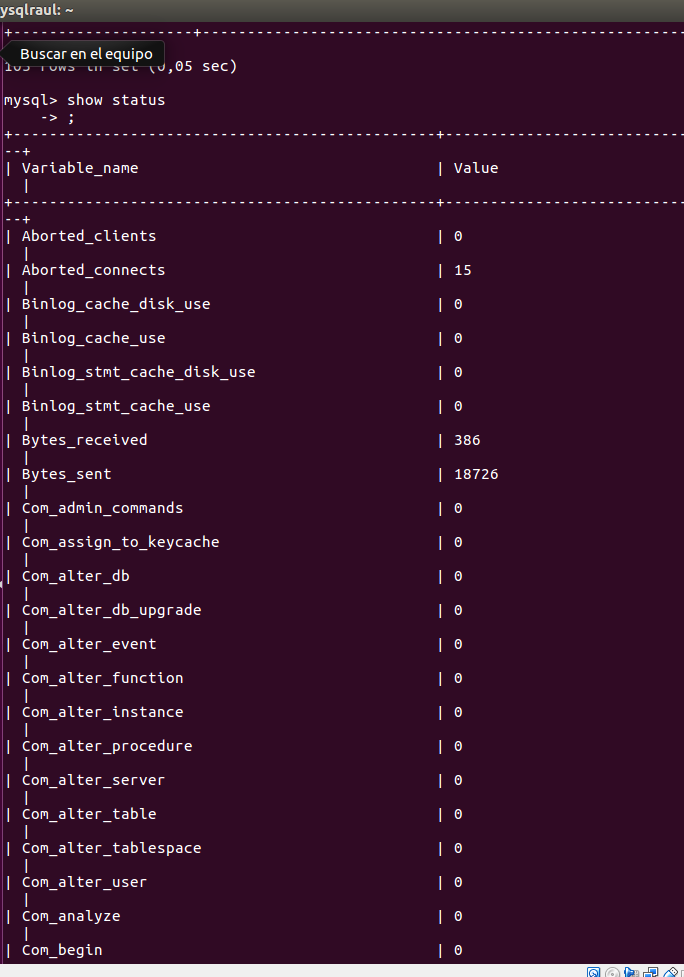 ysqlraul: ~
+--------------------+-----------------------------------------------------
Buscar en el equipo
rows in set (0,05 sec)
mysql> show status
    -> ;
+-----------------------------------------------+---------------------------
--+
| Variable_name                                 | Value
  |
+-----------------------------------------------+---------------------------
--+
| Aborted_clients                               | 0
  |
| Aborted_connects                              | 15
  |
| Binlog_cache_disk_use                         | 0
  |
| Binlog_cache_use                              | 0
  |
| Binlog_stmt_cache_disk_use                    | 0
  |
| Binlog_stmt_cache_use                         | 0
  |
| Bytes_received                                | 386
  |
| Bytes_sent                                    | 18726
  |
| Com_admin_commands                            | 0
  |
| Com_assign_to_keycache                        | 0
  |
| Com_alter_db                                  | 0
  |
| Com_alter_db_upgrade                          | 0
  |
| Com_alter_event                               | 0
  |
| Com_alter_function                            | 0
  |
| Com_alter_instance                            | 0
  |
| Com_alter_procedure                           | 0
  |
| Com_alter_server                              | 0
  |
| Com_alter_table                               | 0
  |
| Com_alter_tablespace                          | 0
  |
| Com_alter_user                                | 0
  |
| Com_analyze                                   | 0
  |
| Com_begin                                     | 0